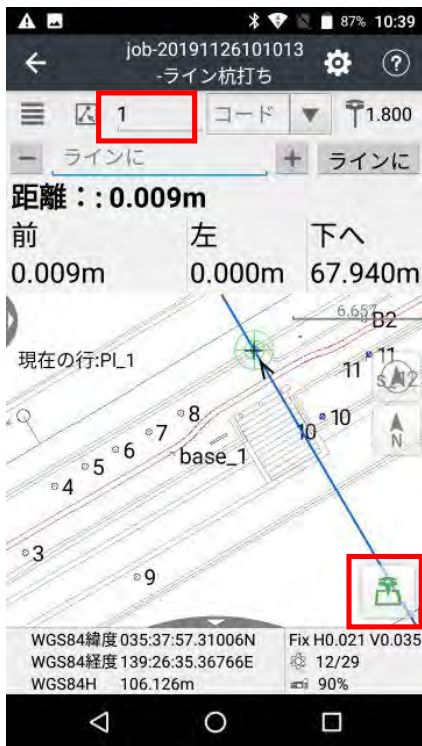 87% 10:39
job-20191126101013
-ライン杭打ち
1 コード 1.800
ラインに + ラインに
距離：: 0.009m
前 左 下へ
0.009m 0.000m 67.940m
6.657
B2
現在の行:PI_1
11 11
8
10 10
7
6
base_1
5
4
N
3
9
WGS84緯度 035:37:57.31006N Fix H0.021 V0.035
WGS84経度 139:26:35.36766E 12/29
WGS84H 106.126m 90%